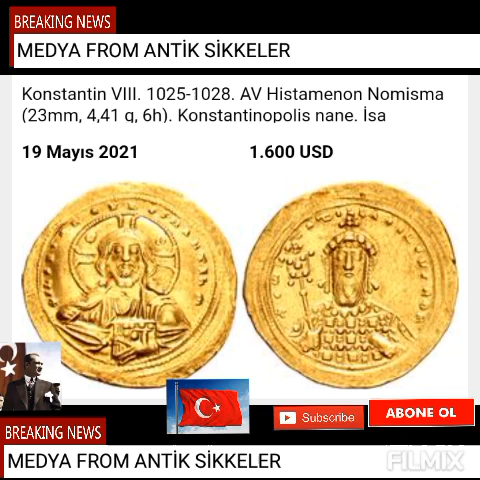 BREAKING NEWS
MEDYA FROM ANTİK SİKKELER
Konstantin VIII. 1025-1028. AV Histamenon Nomisma
(23mm, 4,41 g, 6h). Konstantinopolis nane. İsa
19 Mayıs 2021 1.600 USD
Subscribe
ABONE OL
BREAKING NEWS
MEDYA FROM ANTİK SİKKELER
FILMIX